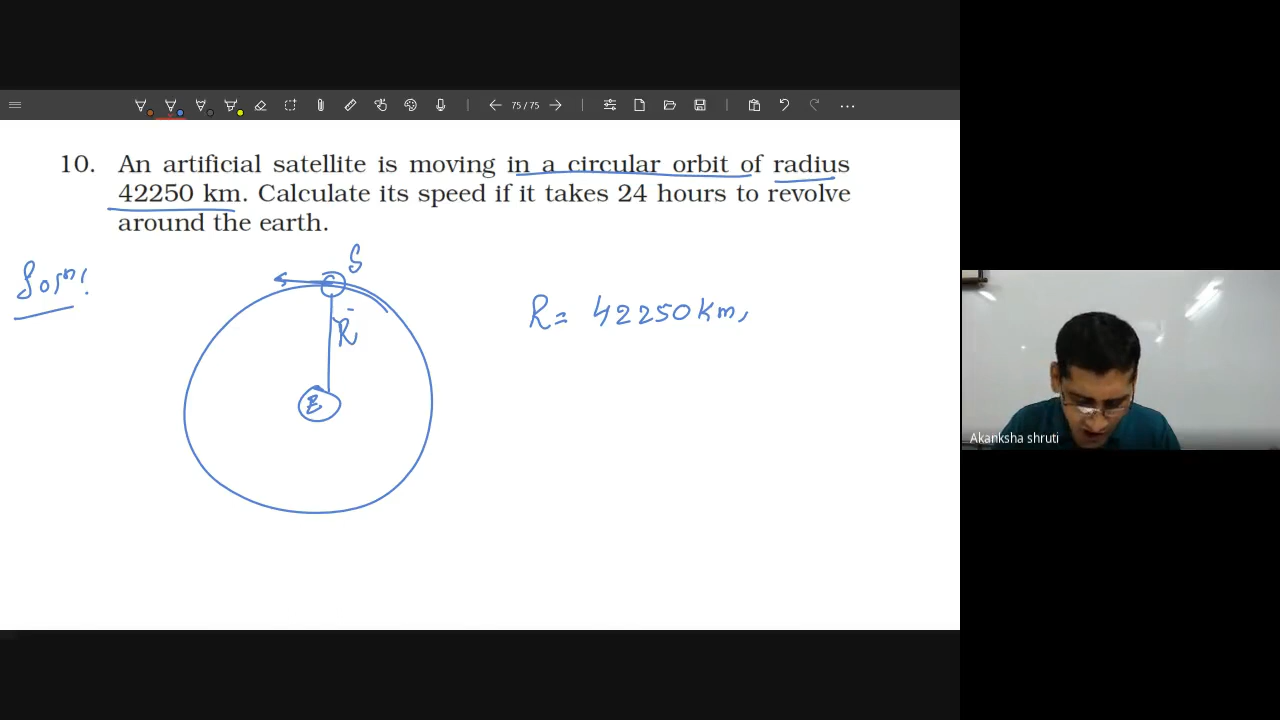 75 / 75
10. An artificial satellite is moving in a circular orbit of radius
42250 km. Calculate its speed if it takes 24 hours to revolve
around the earth.
Solⁿ:
S
R
E
R = 42250 km,
Akanksha shruti